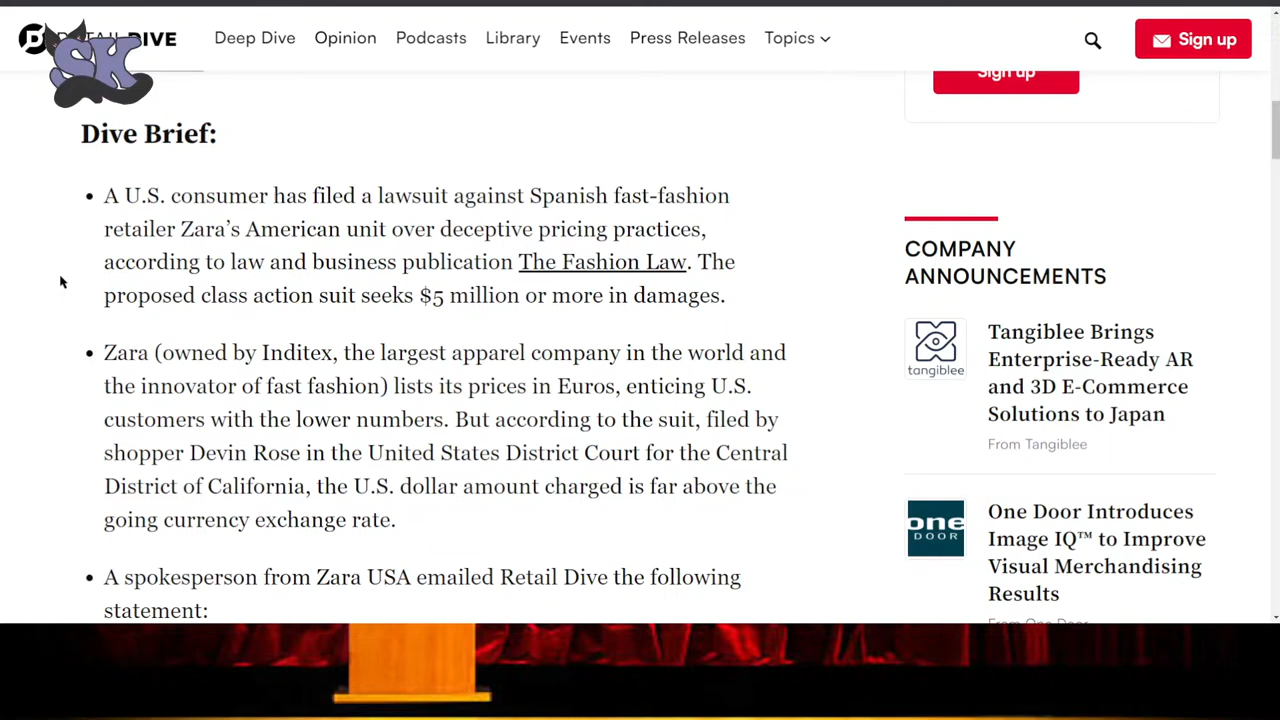 DIVE
Deep Dive
Opinion
Podcasts
Library
Events
Press Releases
Topics
Sign up
SK
Sign up
Dive Brief:
• A U.S. consumer has filed a lawsuit against Spanish fast-fashion
retailer Zara’s American unit over deceptive pricing practices,
according to law and business publication The Fashion Law. The
proposed class action suit seeks $5 million or more in damages.
• Zara (owned by Inditex, the largest apparel company in the world and
the innovator of fast fashion) lists its prices in Euros, enticing U.S.
customers with the lower numbers. But according to the suit, filed by
shopper Devin Rose in the United States District Court for the Central
District of California, the U.S. dollar amount charged is far above the
going currency exchange rate.
• A spokesperson from Zara USA emailed Retail Dive the following
statement:
COMPANY
ANNOUNCEMENTS
tangiblee
Tangiblee Brings
Enterprise-Ready AR
and 3D E-Commerce
Solutions to Japan
From Tangiblee
one
DOOR
One Door Introduces
Image IQ™ to Improve
Visual Merchandising
Results
From One Door